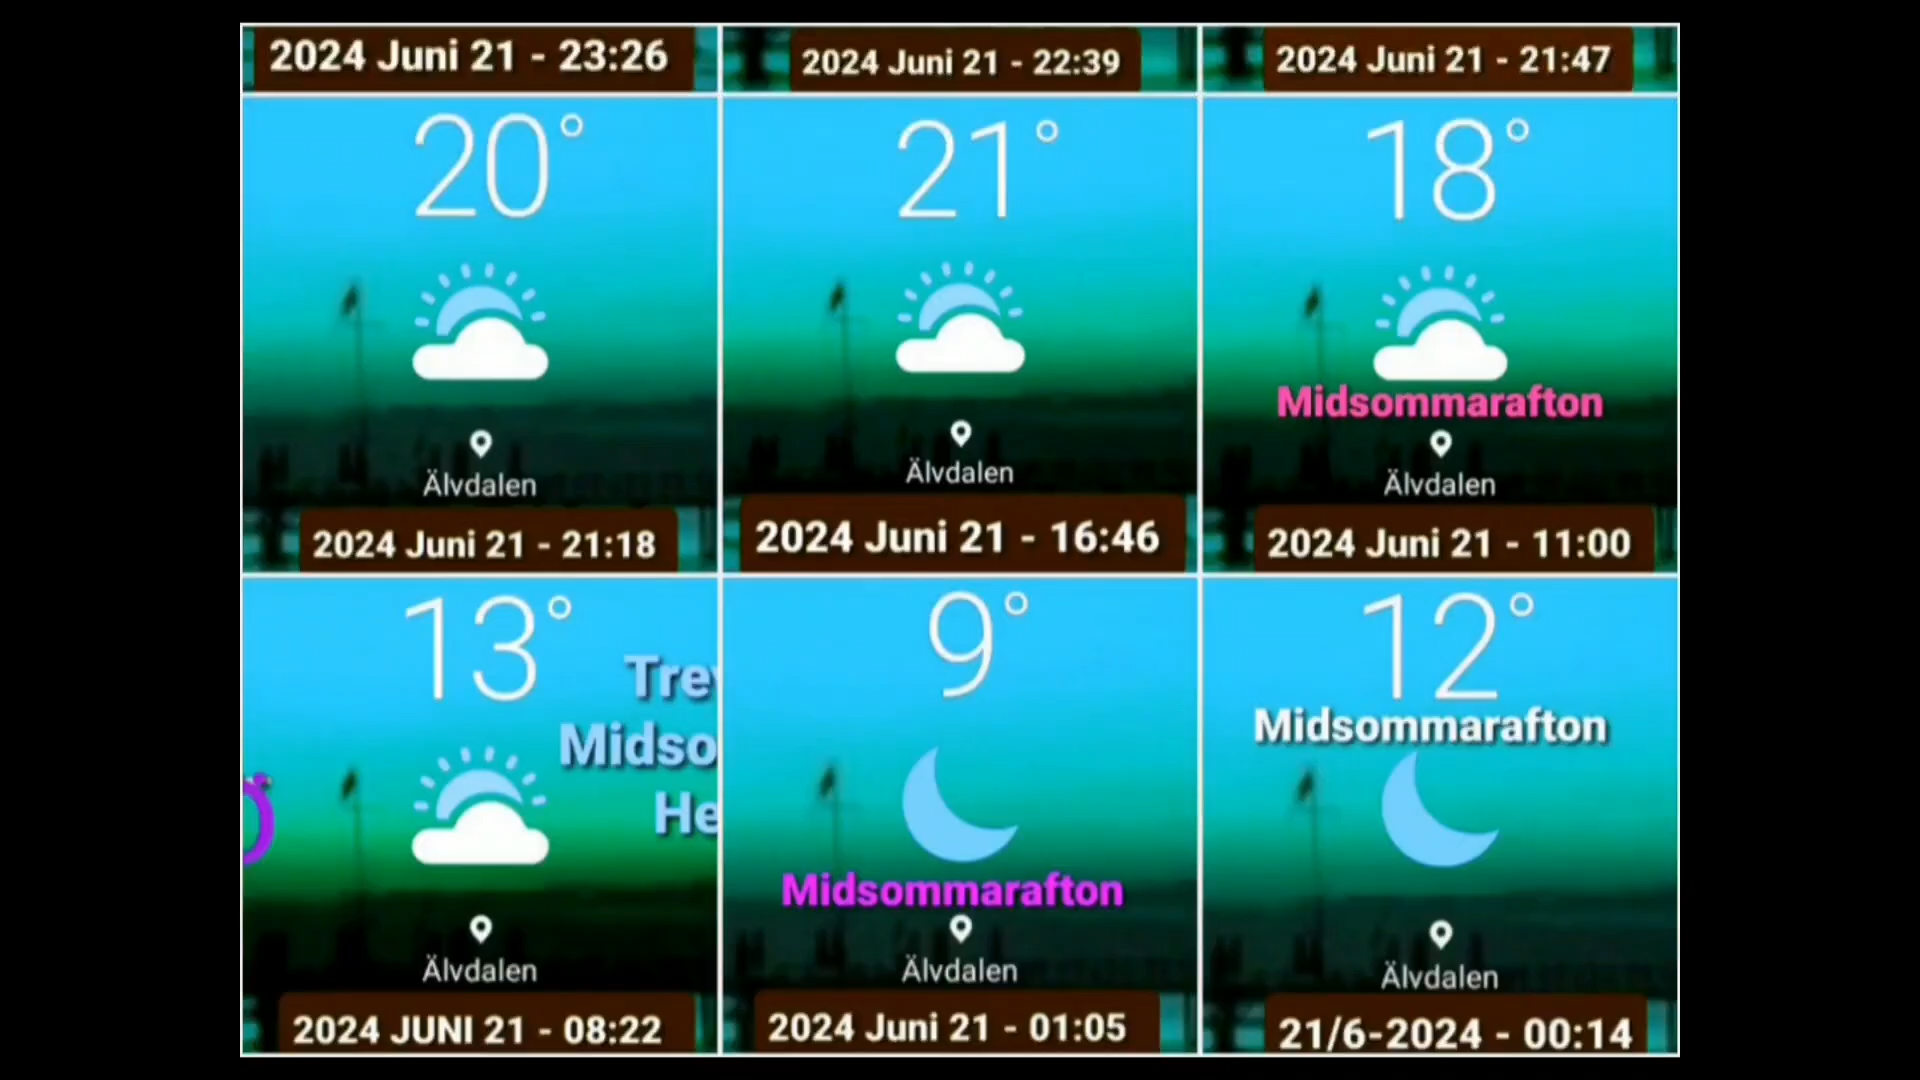 2024 Juni 21 - 23:26
2024 Juni 21 - 22:39
2024 Juni 21 - 21:47
20°
Älvdalen
2024 Juni 21 - 21:18
21°
Älvdalen
2024 Juni 21 - 16:46
18°
Midsommarafton
Älvdalen
2024 Juni 21 - 11:00
13°
Älvdalen
2024 JUNI 21 - 08:22
9°
Midsommarafton
Älvdalen
2024 Juni 21 - 01:05
12°
Midsommarafton
Älvdalen
21/6-2024 - 00:14